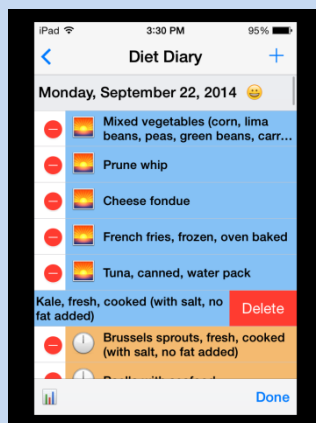 iPad 3:30 PM 95%
Diet Diary
Monday, September 22, 2014
Mixed vegetables (corn, lima
beans, peas, green beans, carr...
Prune whip
Cheese fondue
French fries, frozen, oven baked
Tuna, canned, water pack
Kale, fresh, cooked (with salt, no
fat added)
Delete
Brussels sprouts, fresh, cooked
(with salt, no fat added)
Done